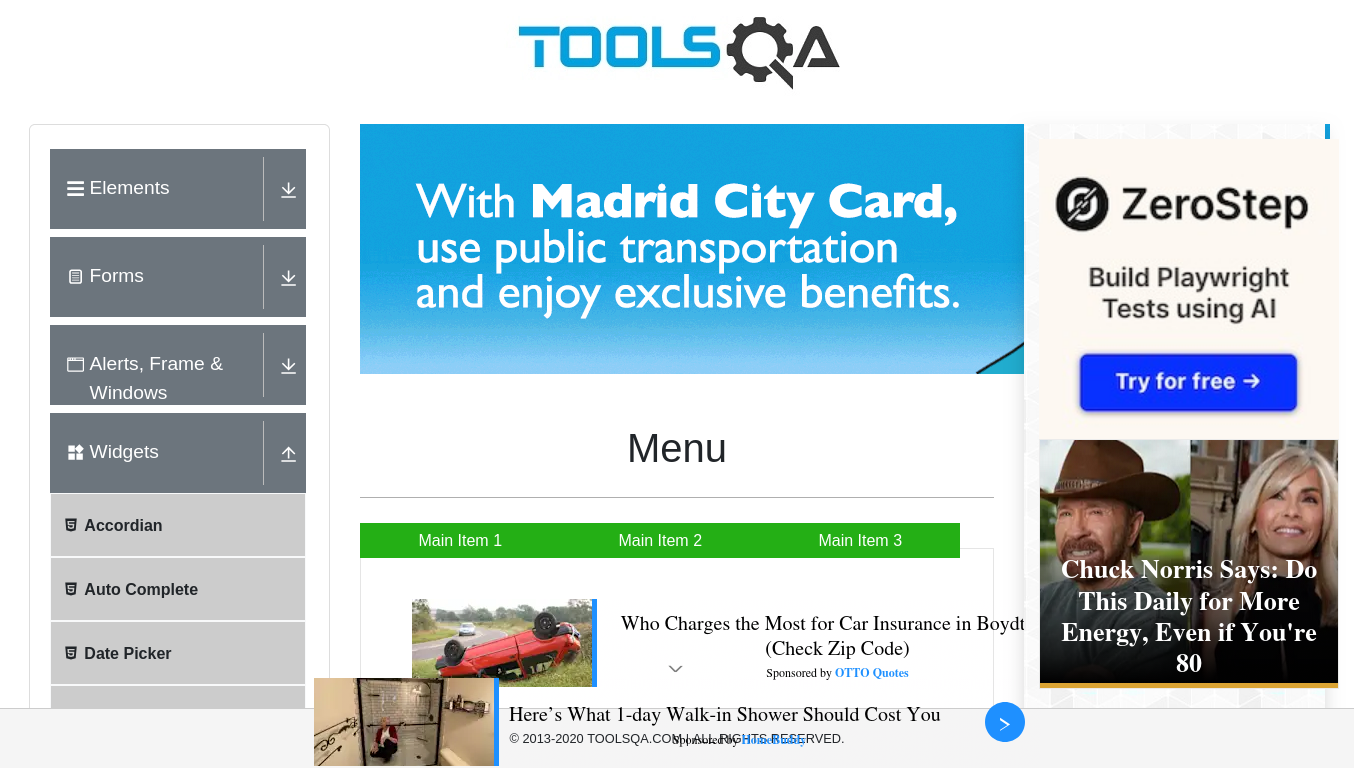 TOOLSQA
Elements
Forms
Alerts, Frame &
Windows
Widgets
Accordian
Auto Complete
Date Picker
With Madrid City Card,
use public transportation
and enjoy exclusive benefits.
Menu
Main Item 1
Main Item 2
Main Item 3
Who Charges the Most for Car Insurance in Boydt
(Check Zip Code)
Sponsored by OTTO Quotes
Here's What 1-day Walk-in Shower Should Cost You
Sponsored by HomeBuddy
© 2013-2020 TOOLSQA.COM | ALL RIGHTS RESERVED.
ZeroStep
Build Playwright
Tests using AI
Try for free →
Chuck Norris Says: Do
This Daily for More
Energy, Even if You're
80